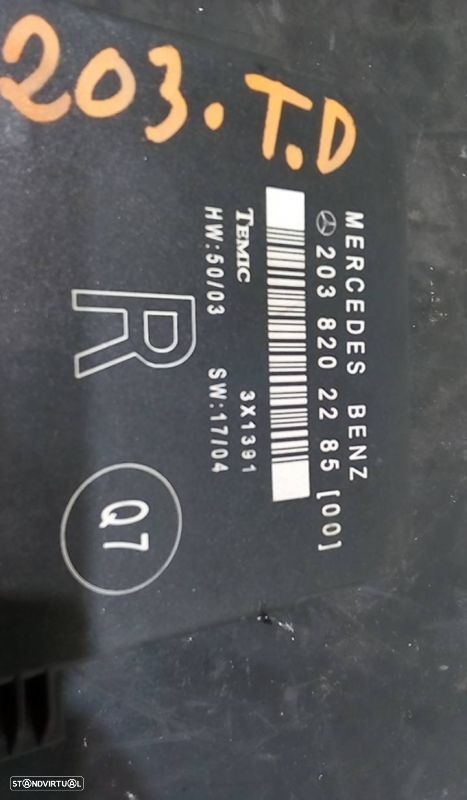 203.T.D
MERCEDES BENZ
203 820 22 85 [00]
TEMIC 3X1391
HW:50/03 SW:17/04
R
Q7
STANDVIRTUAL